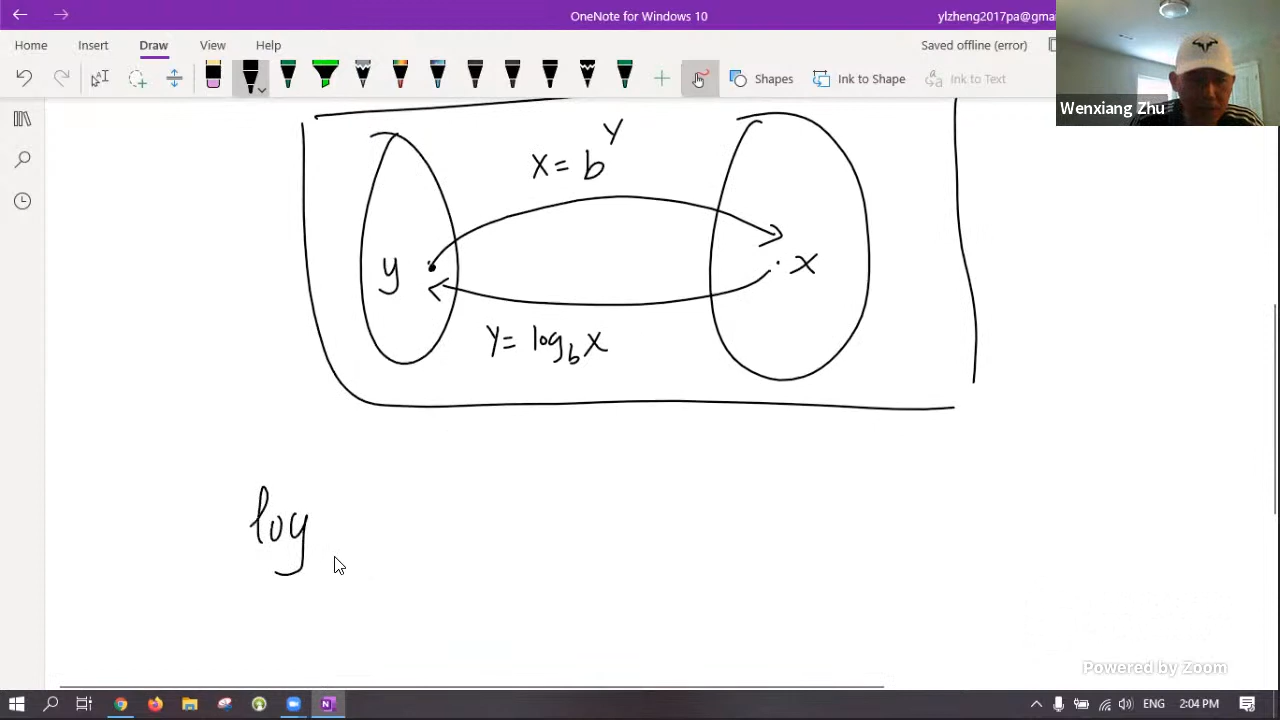 OneNote for Windows 10
ylzheng2017pa@gma
Home Insert Draw View Help
Saved offline (error)
Shapes Ink to Shape Ink to Text
Wenxiang Zhu
x = b^y
y x
y = log_b x
log
Powered by Zoom
ENG 2:04 PM